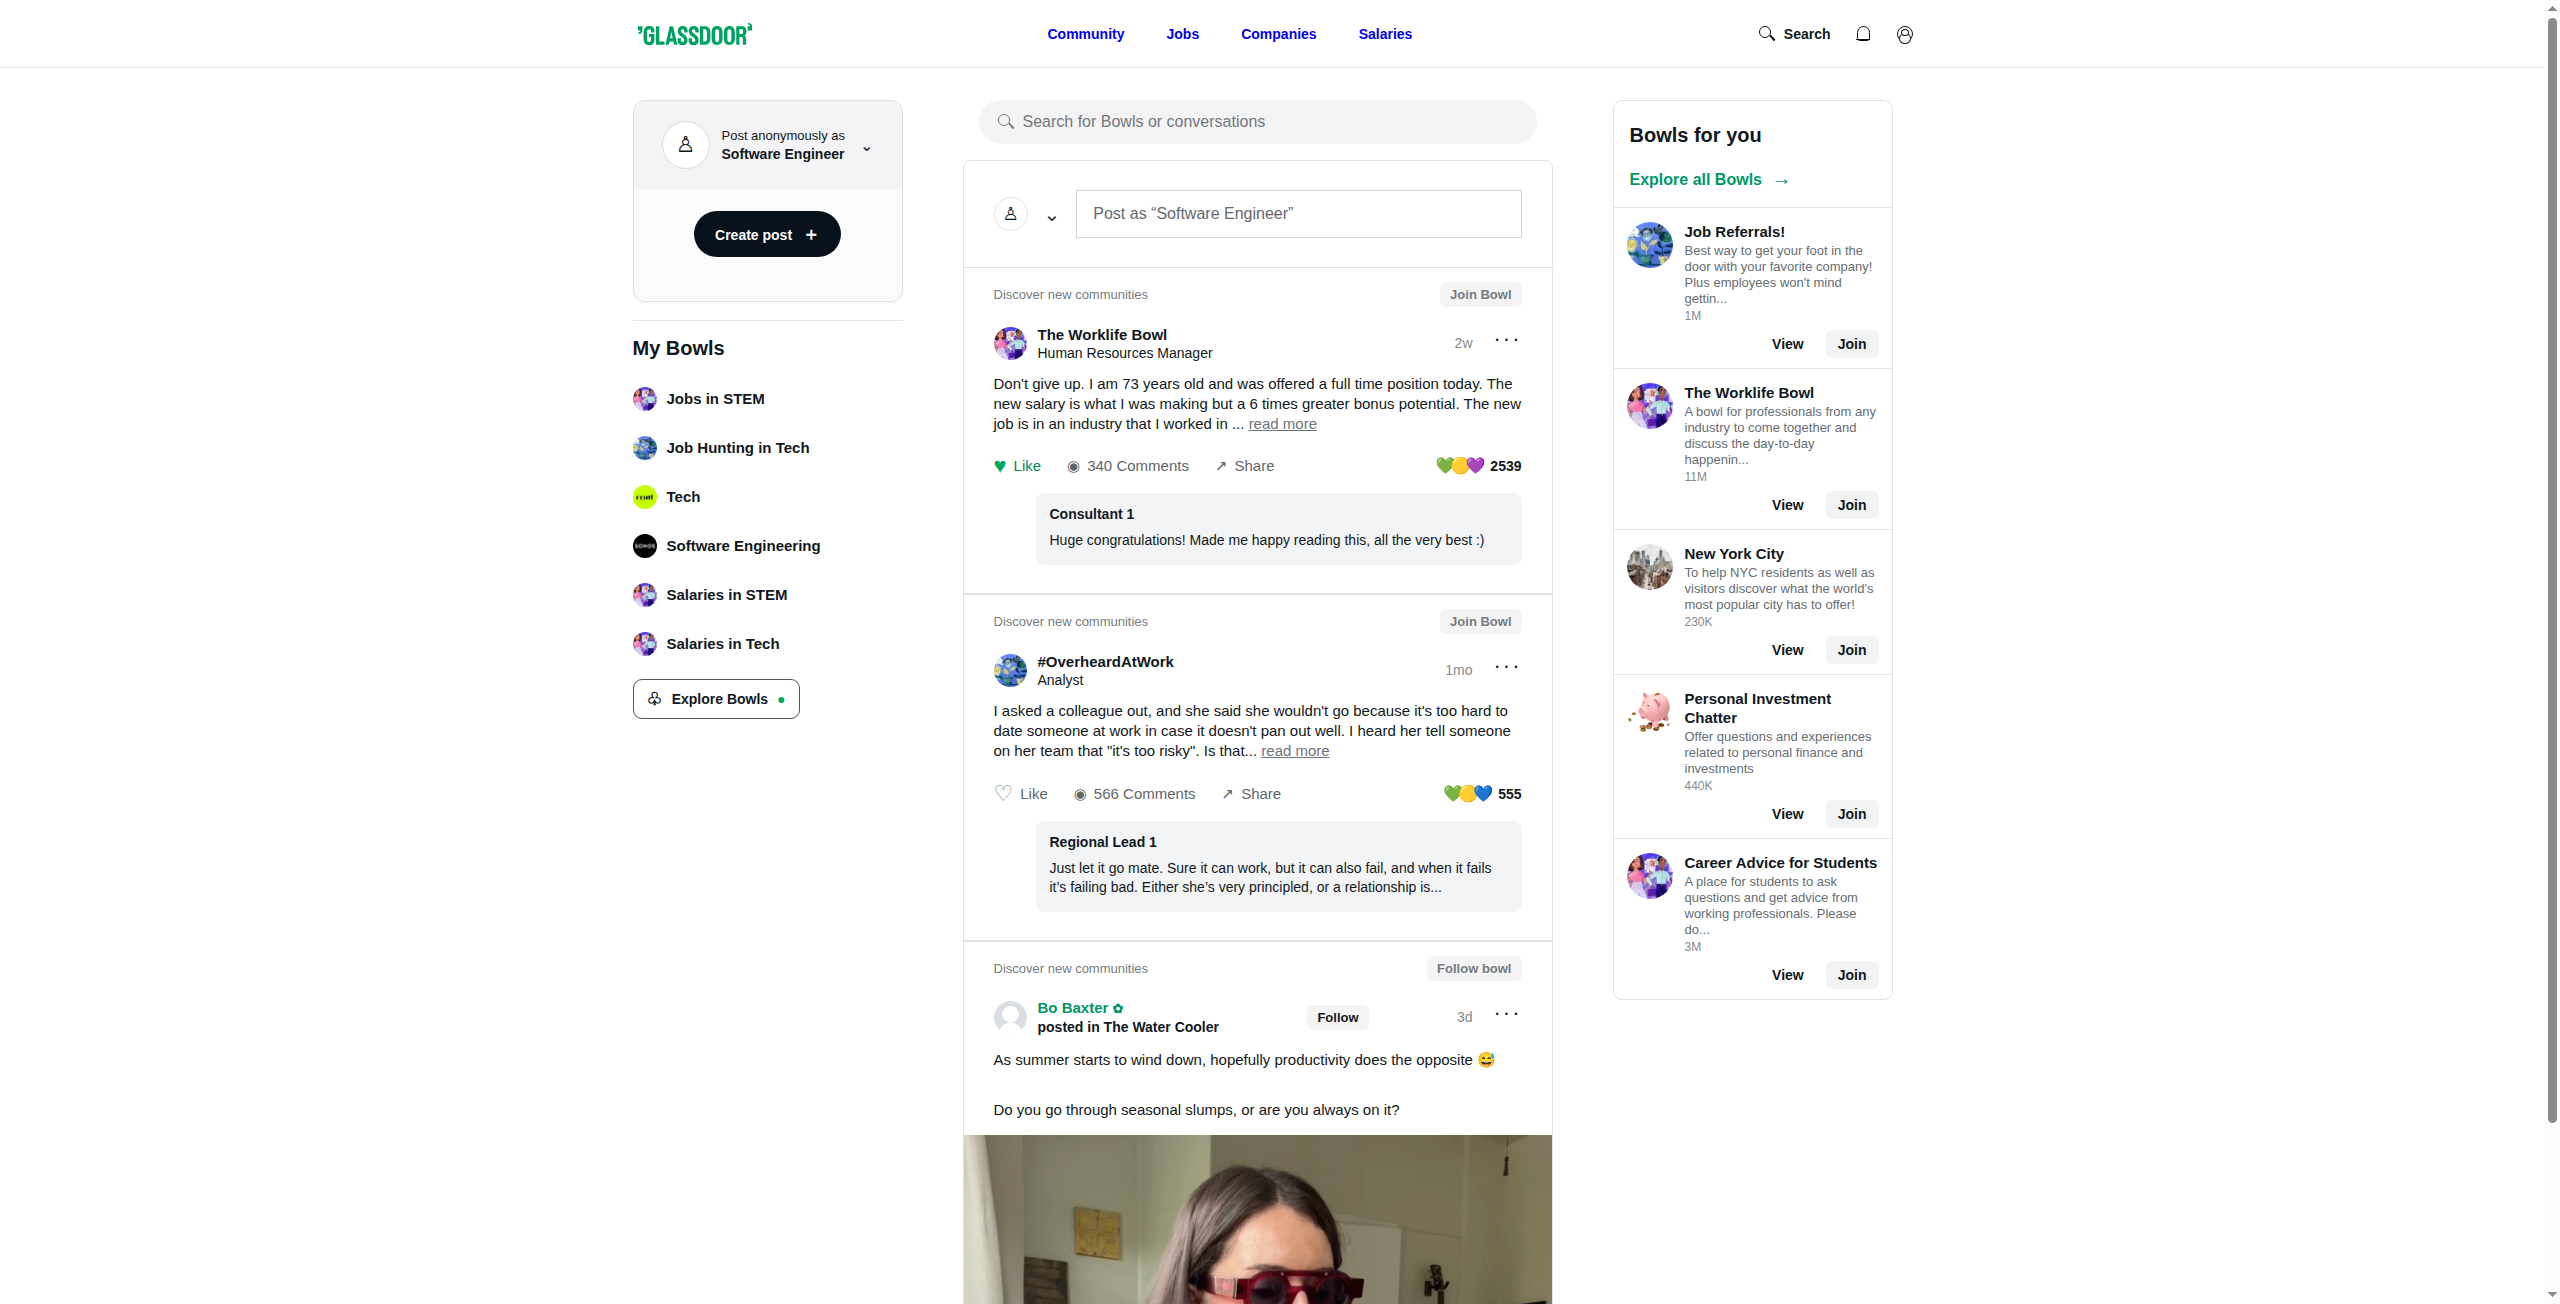 GLASSDOOR
Community
Jobs
Companies
Salaries
Search
Post anonymously as
Software Engineer
Create post +
My Bowls
Jobs in STEM
Job Hunting in Tech
Tech
Software Engineering
SONOS
Salaries in STEM
Salaries in Tech
Explore Bowls
Search for Bowls or conversations
Post as “Software Engineer”
Discover new communities
Join Bowl
The Worklife Bowl
Human Resources Manager
2w
Don't give up. I am 73 years old and was offered a full time position today. The
new salary is what I was making but a 6 times greater bonus potential. The new
job is in an industry that I worked in ... read more
Like
340 Comments
Share
2539
Consultant 1
Huge congratulations! Made me happy reading this, all the very best :)
Discover new communities
Join Bowl
#OverheardAtWork
Analyst
1mo
I asked a colleague out, and she said she wouldn't go because it's too hard to
date someone at work in case it doesn't pan out well. I heard her tell someone
on her team that "it's too risky". Is that... read more
Like
566 Comments
Share
555
Regional Lead 1
Just let it go mate. Sure it can work, but it can also fail, and when it fails
it’s failing bad. Either she’s very principled, or a relationship is...
Discover new communities
Follow bowl
Bo Baxter
posted in The Water Cooler
Follow
3d
As summer starts to wind down, hopefully productivity does the opposite 😅
Do you go through seasonal slumps, or are you always on it?
Bowls for you
Explore all Bowls →
Job Referrals!
Best way to get your foot in the
door with your favorite company!
Plus employees won't mind
gettin...
1M
View
Join
The Worklife Bowl
A bowl for professionals from any
industry to come together and
discuss the day-to-day
happenin...
11M
View
Join
New York City
To help NYC residents as well as
visitors discover what the world's
most popular city has to offer!
230K
View
Join
Personal Investment
Chatter
Offer questions and experiences
related to personal finance and
investments
440K
View
Join
Career Advice for Students
A place for students to ask
questions and get advice from
working professionals. Please
do...
3M
View
Join